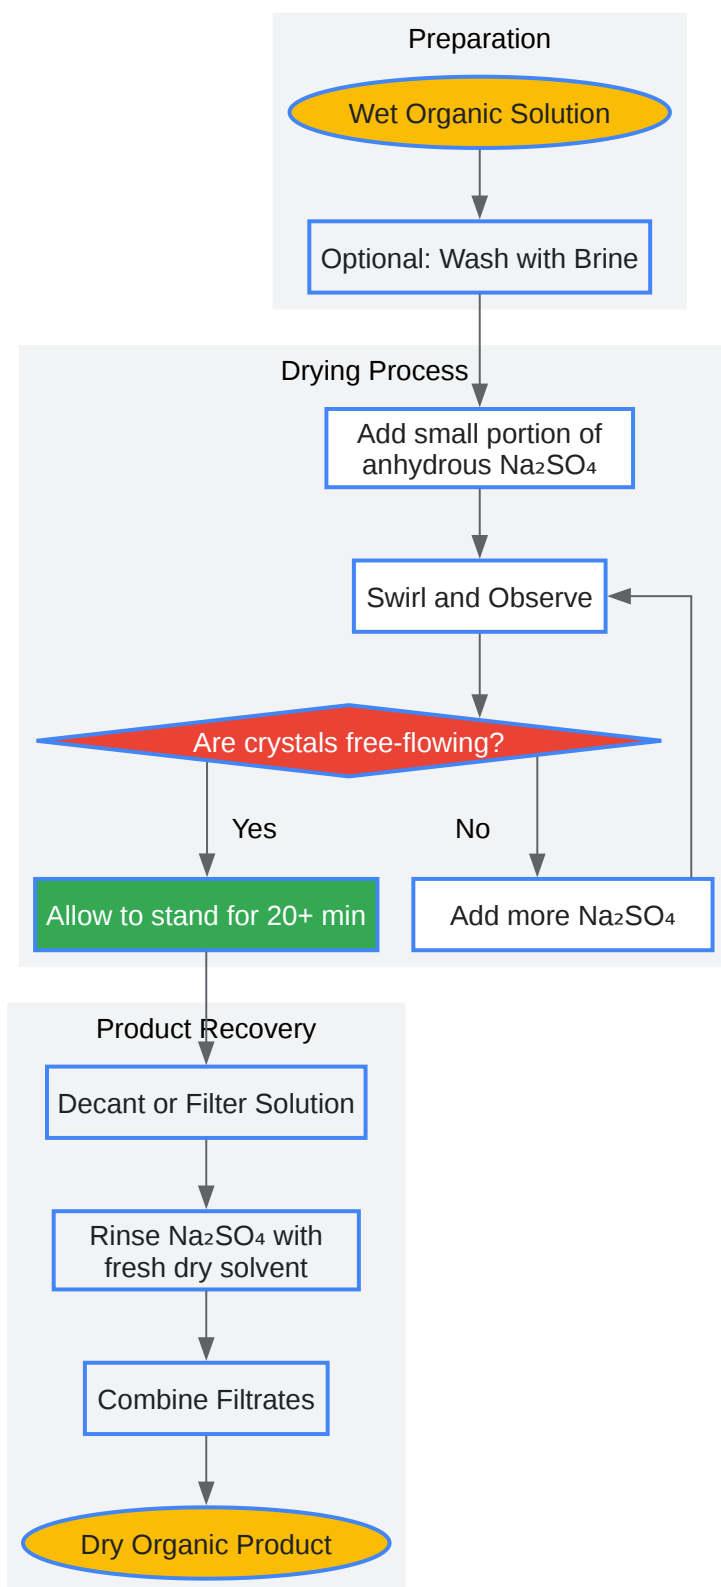 Preparation
Wet Organic Solution
Optional: Wash with Brine
Drying Process
Add small portion of
anhydrous Na₂SO₄
Swirl and Observe
Are crystals free-flowing?
Yes
No
Allow to stand for 20+ min
Add more Na₂SO₄
Product Recovery
Decant or Filter Solution
Rinse Na₂SO₄ with
fresh dry solvent
Combine Filtrates
Dry Organic Product